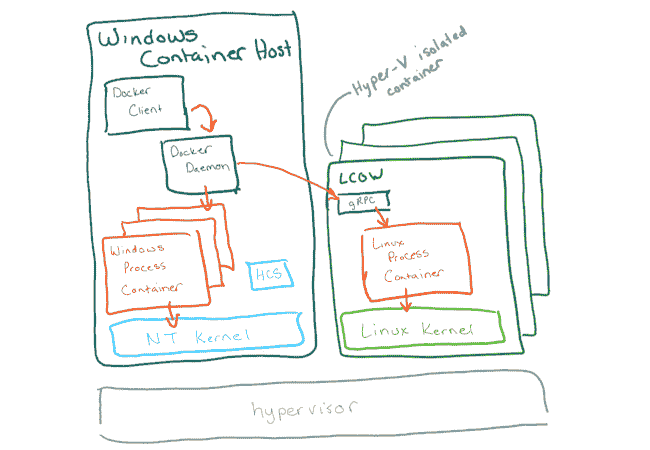 Windows
Container Host
Docker
Client
Docker
Daemon
Windows
Process
Container
HCS
NT Kernel
Hyper-V isolated
container
LCOW
gRPC
Linux
Process
Container
Linux Kernel
hypervisor